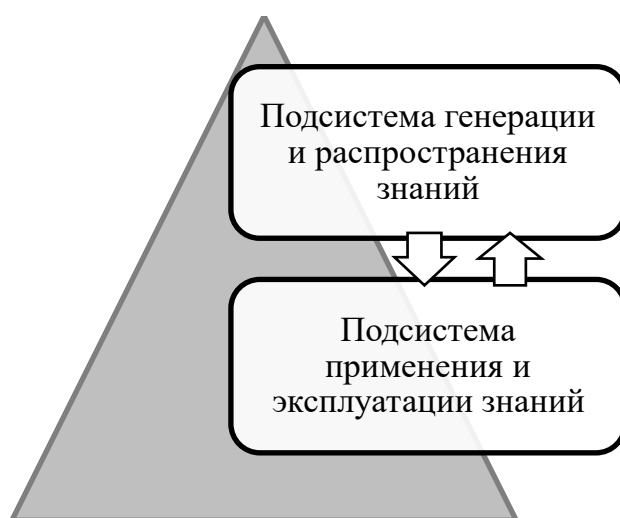 Подсистема генерации
и распространения
знаний
Подсистема
применения и
эксплуатации знаний